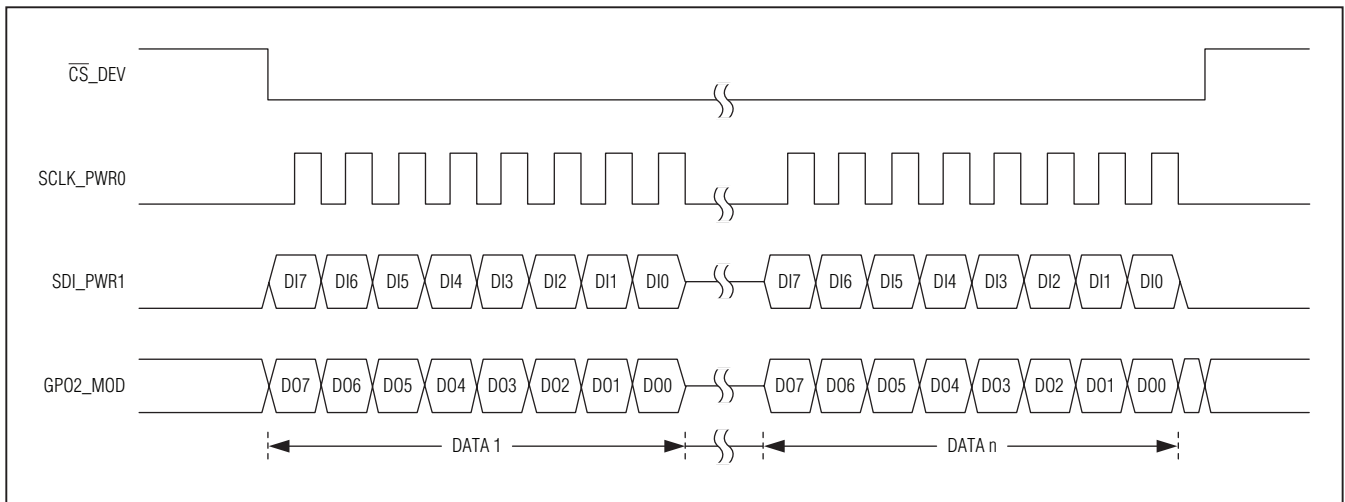 C̅S̅_DEV
SCLK_PWR0
SDI_PWR1
DI7 DI6 DI5 DI4 DI3 DI2 DI1 DI0 DI7 DI6 DI5 DI4 DI3 DI2 DI1 DI0
GPO2_MOD
DO7 DO6 DO5 DO4 DO3 DO2 DO1 DO0 DO7 DO6 DO5 DO4 DO3 DO2 DO1 DO0
DATA 1 DATA n